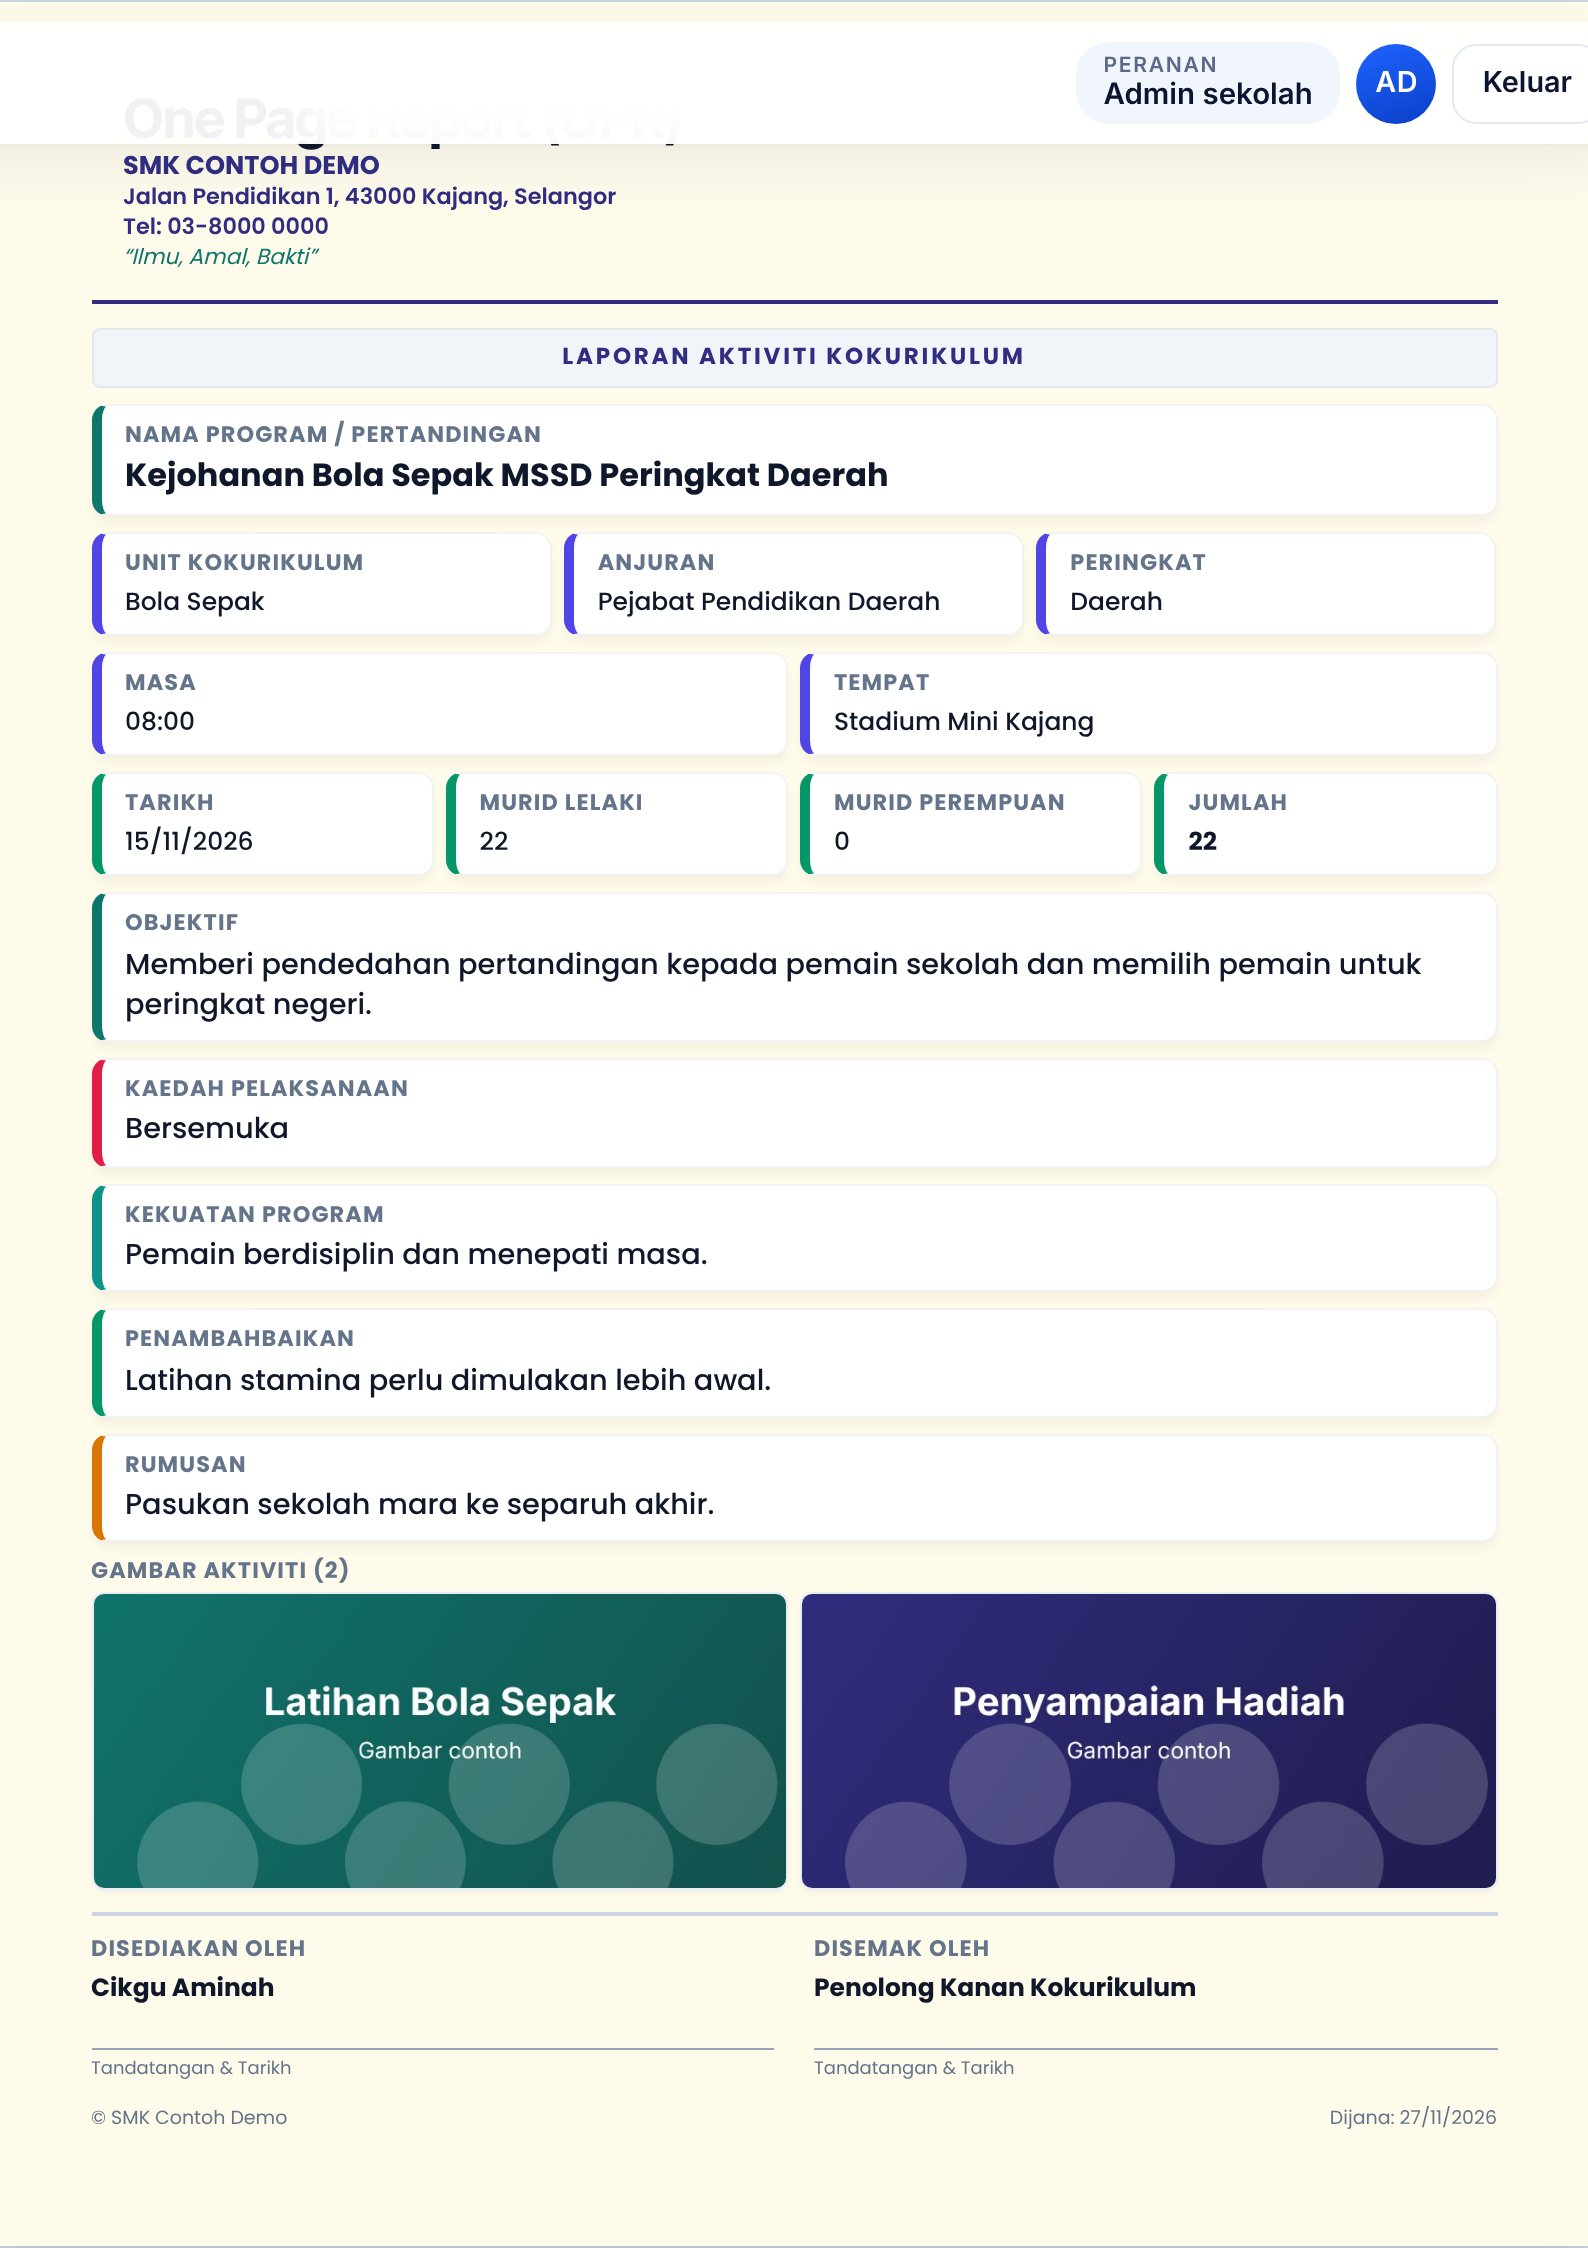 PERANAN
Admin sekolah
AD
Keluar
One Page Report (OPR)
SMK CONTOH DEMO
Jalan Pendidikan 1, 43000 Kajang, Selangor
Tel: 03-8000 0000
“Ilmu, Amal, Bakti”
LAPORAN AKTIVITI KOKURIKULUM
NAMA PROGRAM / PERTANDINGAN
Kejohanan Bola Sepak MSSD Peringkat Daerah
UNIT KOKURIKULUM
Bola Sepak
ANJURAN
Pejabat Pendidikan Daerah
PERINGKAT
Daerah
MASA
08:00
TEMPAT
Stadium Mini Kajang
TARIKH
15/11/2026
MURID LELAKI
22
MURID PEREMPUAN
0
JUMLAH
22
OBJEKTIF
Memberi pendedahan pertandingan kepada pemain sekolah dan memilih pemain untuk
peringkat negeri.
KAEDAH PELAKSANAAN
Bersemuka
KEKUATAN PROGRAM
Pemain berdisiplin dan menepati masa.
PENAMBAHBAIKAN
Latihan stamina perlu dimulakan lebih awal.
RUMUSAN
Pasukan sekolah mara ke separuh akhir.
GAMBAR AKTIVITI (2)
Latihan Bola Sepak
Gambar contoh
Penyampaian Hadiah
Gambar contoh
DISEDIAKAN OLEH
Cikgu Aminah
Tandatangan & Tarikh
DISEMAK OLEH
Penolong Kanan Kokurikulum
Tandatangan & Tarikh
© SMK Contoh Demo
Dijana: 27/11/2026